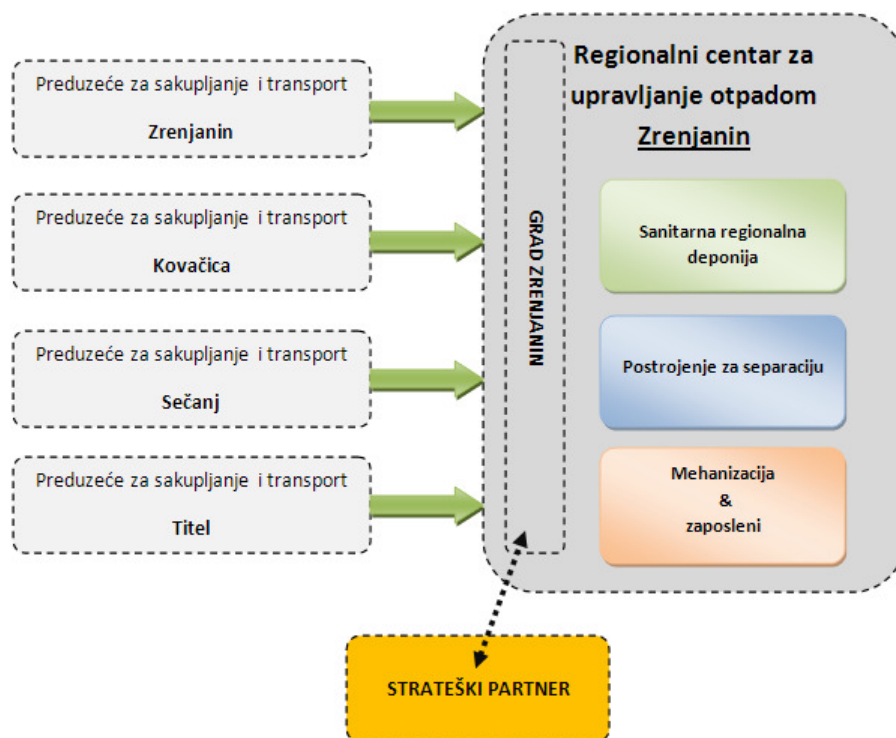 Preduzeće za sakupljanje i transport
Zrenjanin
Preduzeće za sakupljanje i transport
Kovačica
Preduzeće za sakupljanje i transport
Sečanj
Preduzeće za sakupljanje i transport
Titel
GRAD ZRENJANIN
Regionalni centar za
upravljanje otpadom
Zrenjanin
Sanitarna regionalna
deponija
Postrojenje za separaciju
Mehanizacija
&
zaposleni
STRATEŠKI PARTNER